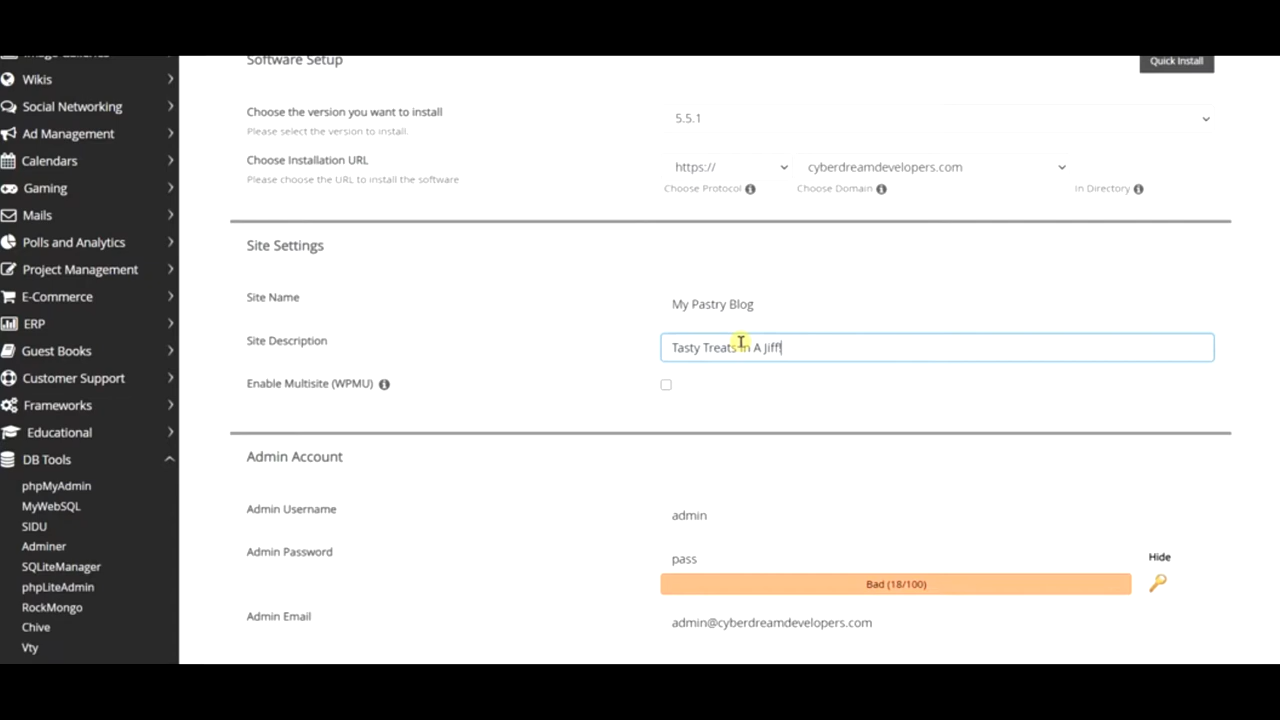 Software Setup
Quick Install
Wikis
Social Networking
Ad Management
Calendars
Gaming
Mails
Polls and Analytics
Project Management
E-Commerce
ERP
Guest Books
Customer Support
Frameworks
Educational
DB Tools
phpMyAdmin
MyWebSQL
SIDU
Adminer
SQLiteManager
phpLiteAdmin
RockMongo
Chive
Vty
Choose the version you want to install
Please select the version to install.
5.5.1
Choose Installation URL
Please choose the URL to install the software
https://
cyberdreamdevelopers.com
Choose Protocol
Choose Domain
In Directory
Site Settings
Site Name
My Pastry Blog
Site Description
Tasty Treats In A Jiff!
Enable Multisite (WPMU)
Admin Account
Admin Username
admin
Admin Password
pass
Hide
Bad (18/100)
Admin Email
admin@cyberdreamdevelopers.com